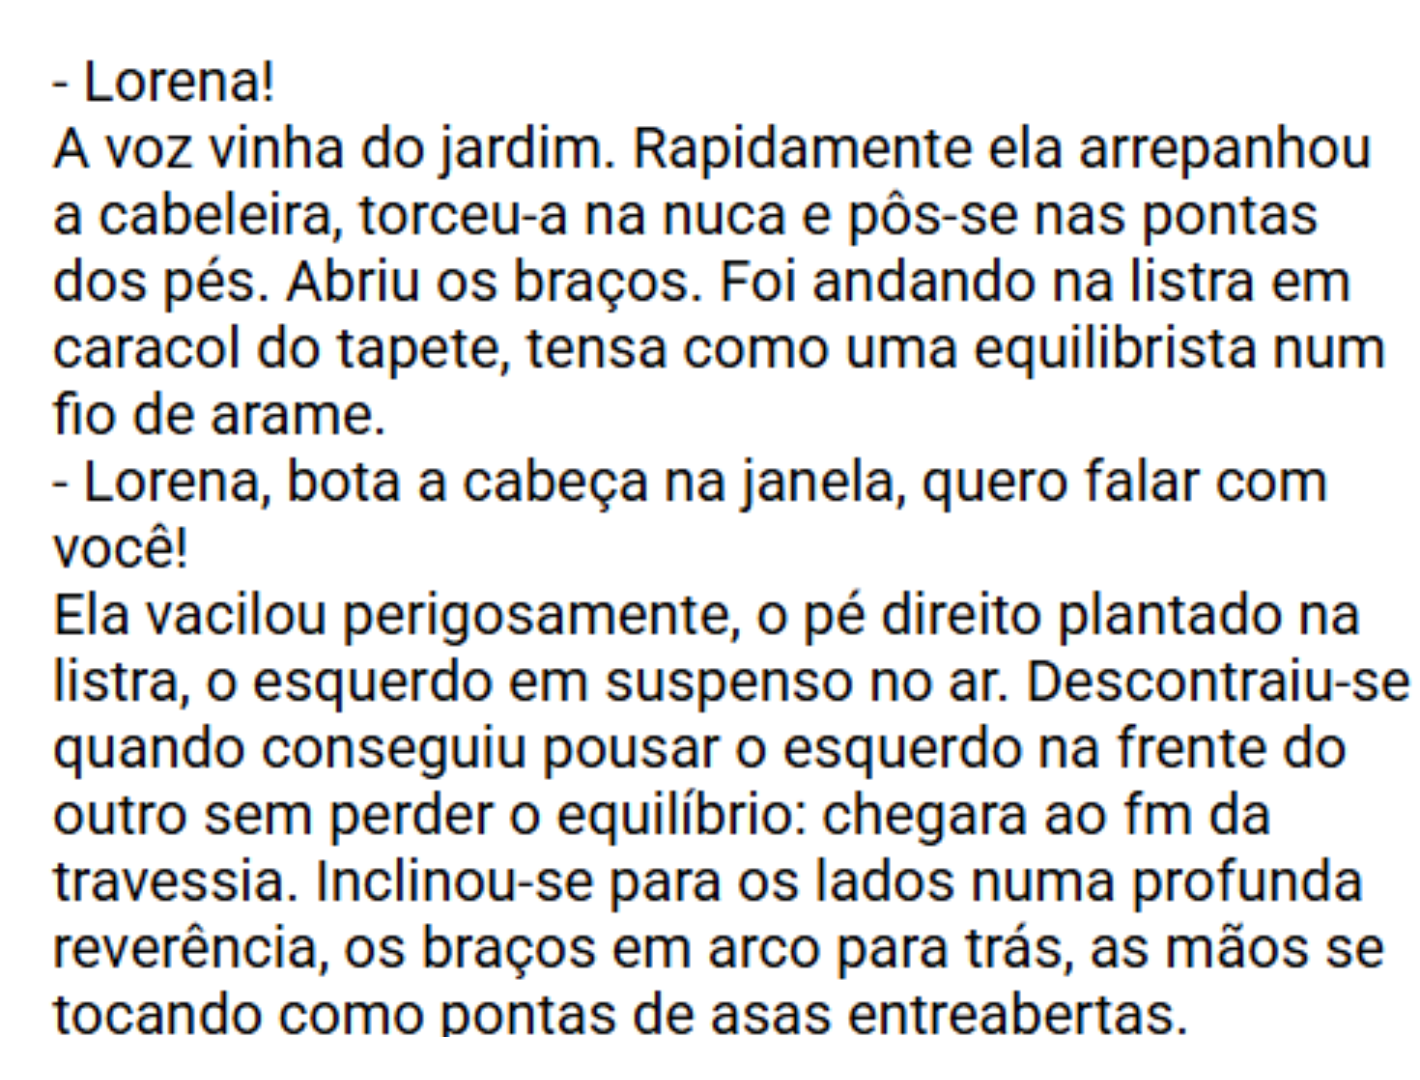 - Lorena!
A voz vinha do jardim. Rapidamente ela arrepanhou
a cabeleira, torceu-a na nuca e pôs-se nas pontas
dos pés. Abriu os braços. Foi andando na listra em
caracol do tapete, tensa como uma equilibrista num
fio de arame.
- Lorena, bota a cabeça na janela, quero falar com
você!
Ela vacilou perigosamente, o pé direito plantado na
listra, o esquerdo em suspenso no ar. Descontraiu-se
quando conseguiu pousar o esquerdo na frente do
outro sem perder o equilíbrio: chegara ao fm da
travessia. Inclinou-se para os lados numa profunda
reverência, os braços em arco para trás, as mãos se
tocando como pontas de asas entreabertas.